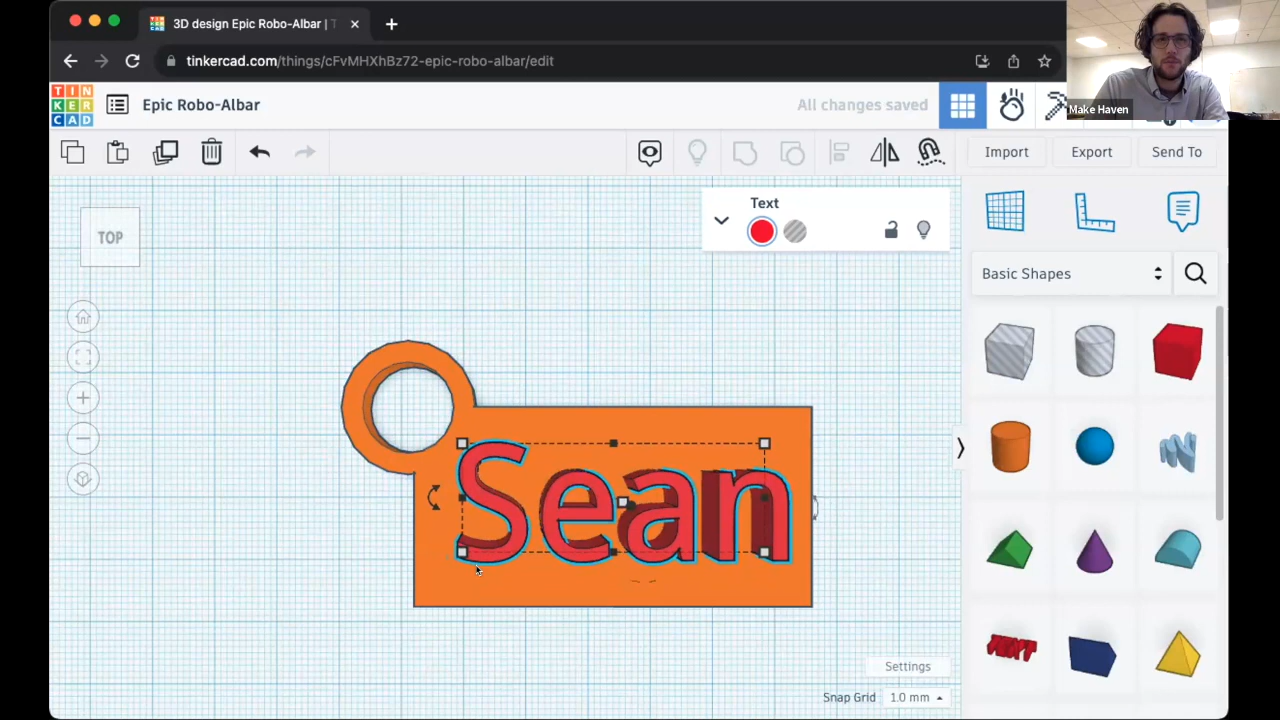 3D design Epic Robo-Albar | T
tinkercad.com/things/cFvMHXhBz72-epic-robo-albar/edit
TIN
KER
CAD
Epic Robo-Albar
All changes saved
Make Haven
Import
Export
Send To
TOP
Text
Basic Shapes
Sean
TEXT
Settings
Snap Grid
1.0 mm